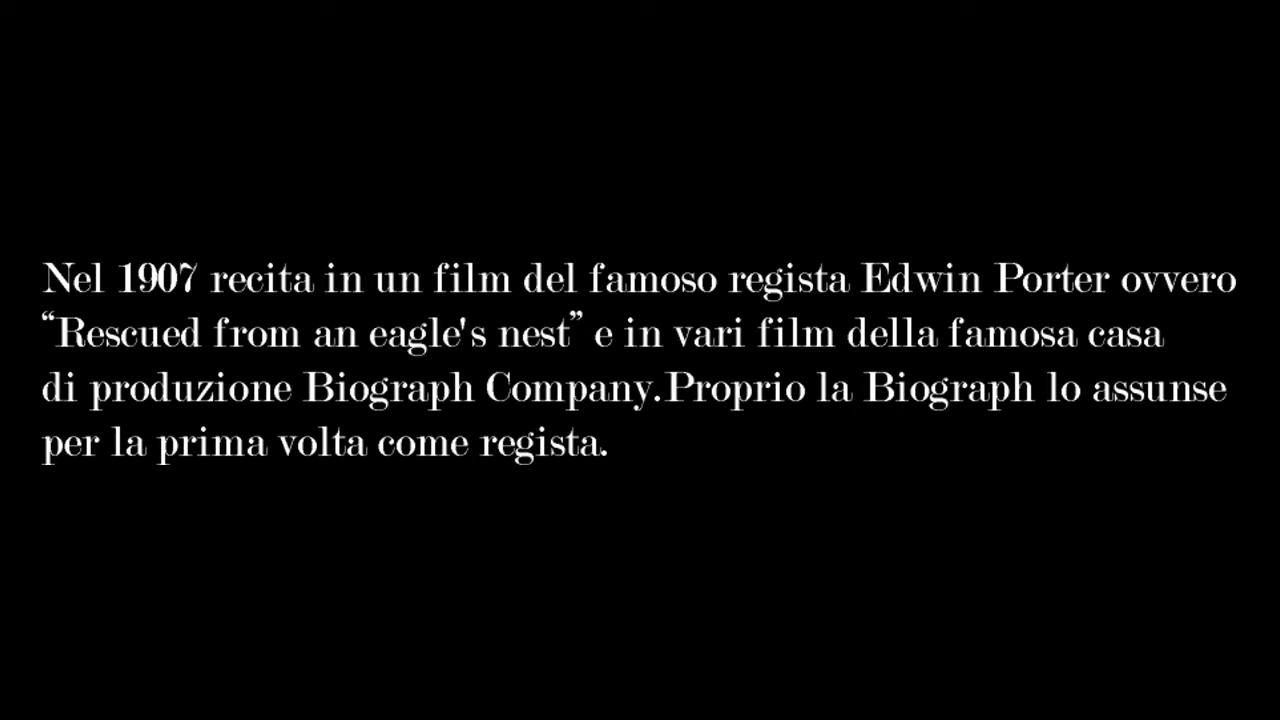 Nel 1907 recita in un film del famoso regista Edwin Porter ovvero
“Rescued from an eagle's nest” e in vari film della famosa casa
di produzione Biograph Company.Proprio la Biograph lo assunse
per la prima volta come regista.